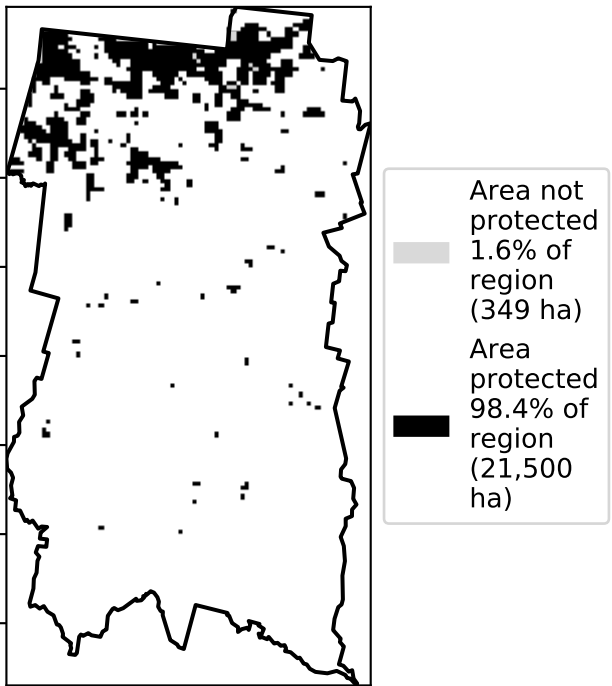 Area not
protected
1.6% of
region
(349 ha)
Area
protected
98.4% of
region
(21,500
ha)